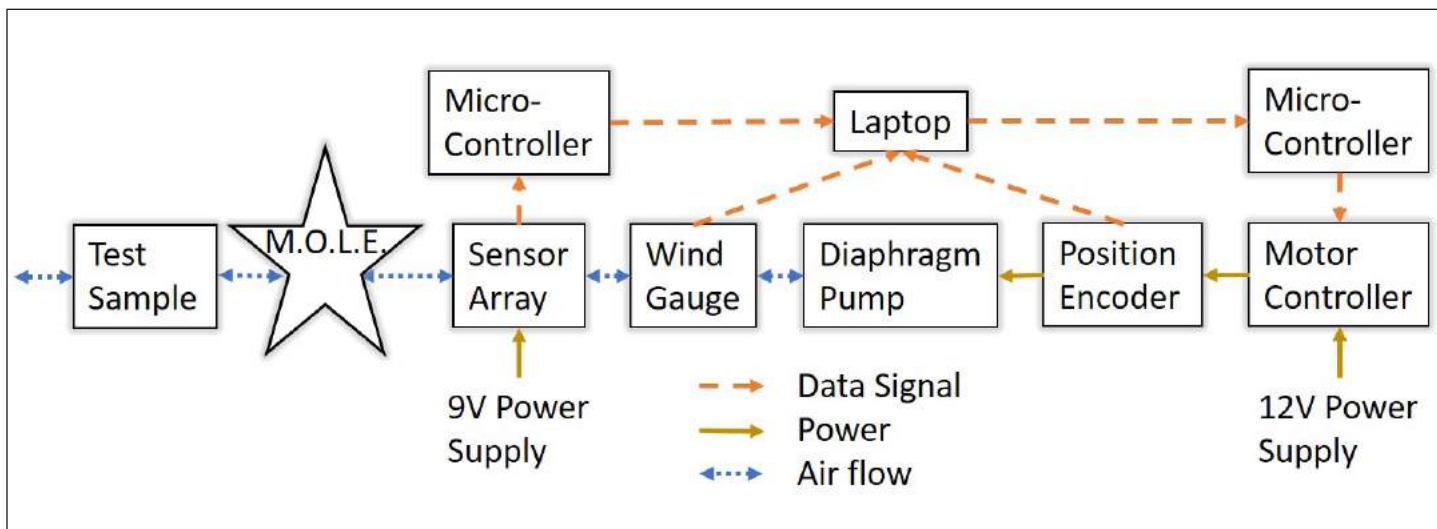 Micro-
Controller
Laptop
Micro-
Controller
Test
Sample
M.O.L.E.
Sensor
Array
Wind
Gauge
Diaphragm
Pump
Position
Encoder
Motor
Controller
9V Power
Supply
Data Signal
Power
Air flow
12V Power
Supply